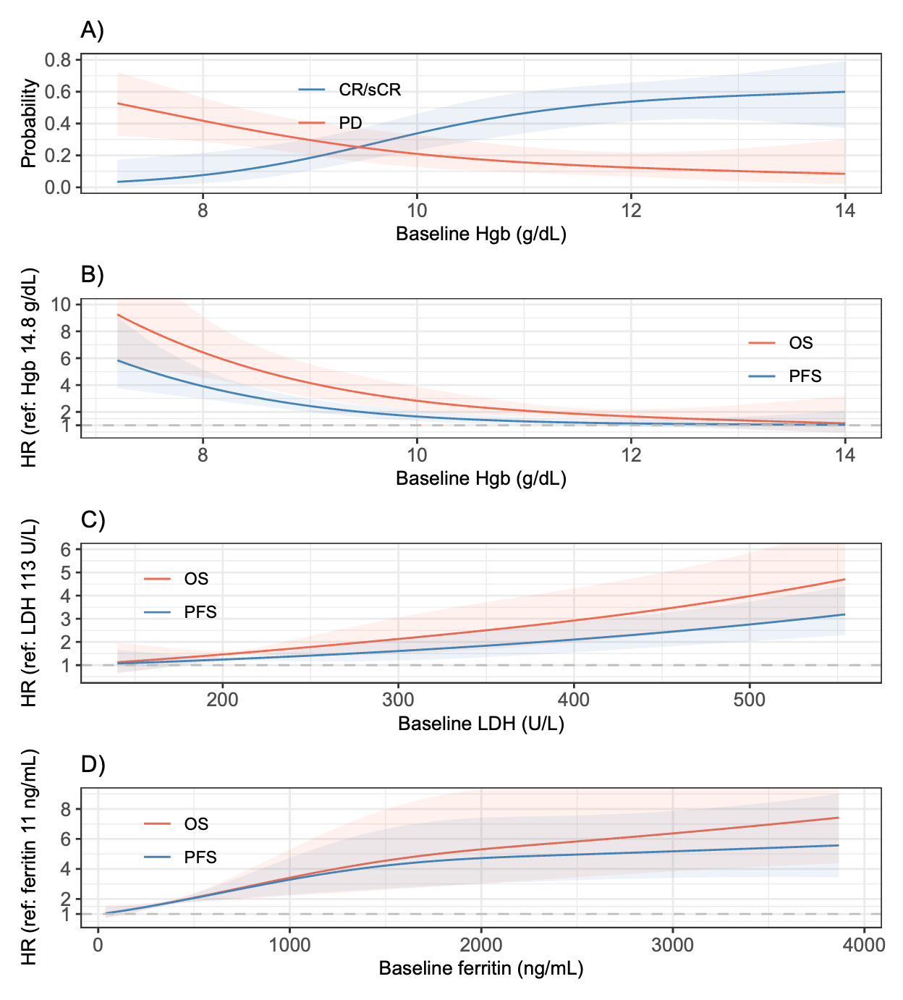 A)
Probability
0.8
0.6
0.4
0.2
0.0
CR/sCR
PD
8 10 12 14
Baseline Hgb (g/dL)
B)
HR (ref: Hgb 14.8 g/dL)
10
8
6
4
2
1
OS
PFS
8 10 12 14
Baseline Hgb (g/dL)
C)
HR (ref. LDH 113 U/L)
6
5
4
3
2
1
OS
PFS
200 300 400 500
Baseline LDH (U/L)
D)
HR (ref: ferritin 11 ng/mL)
8
6
4
2
1
OS
PFS
0 1000 2000 3000 4000
Baseline ferritin (ng/mL)